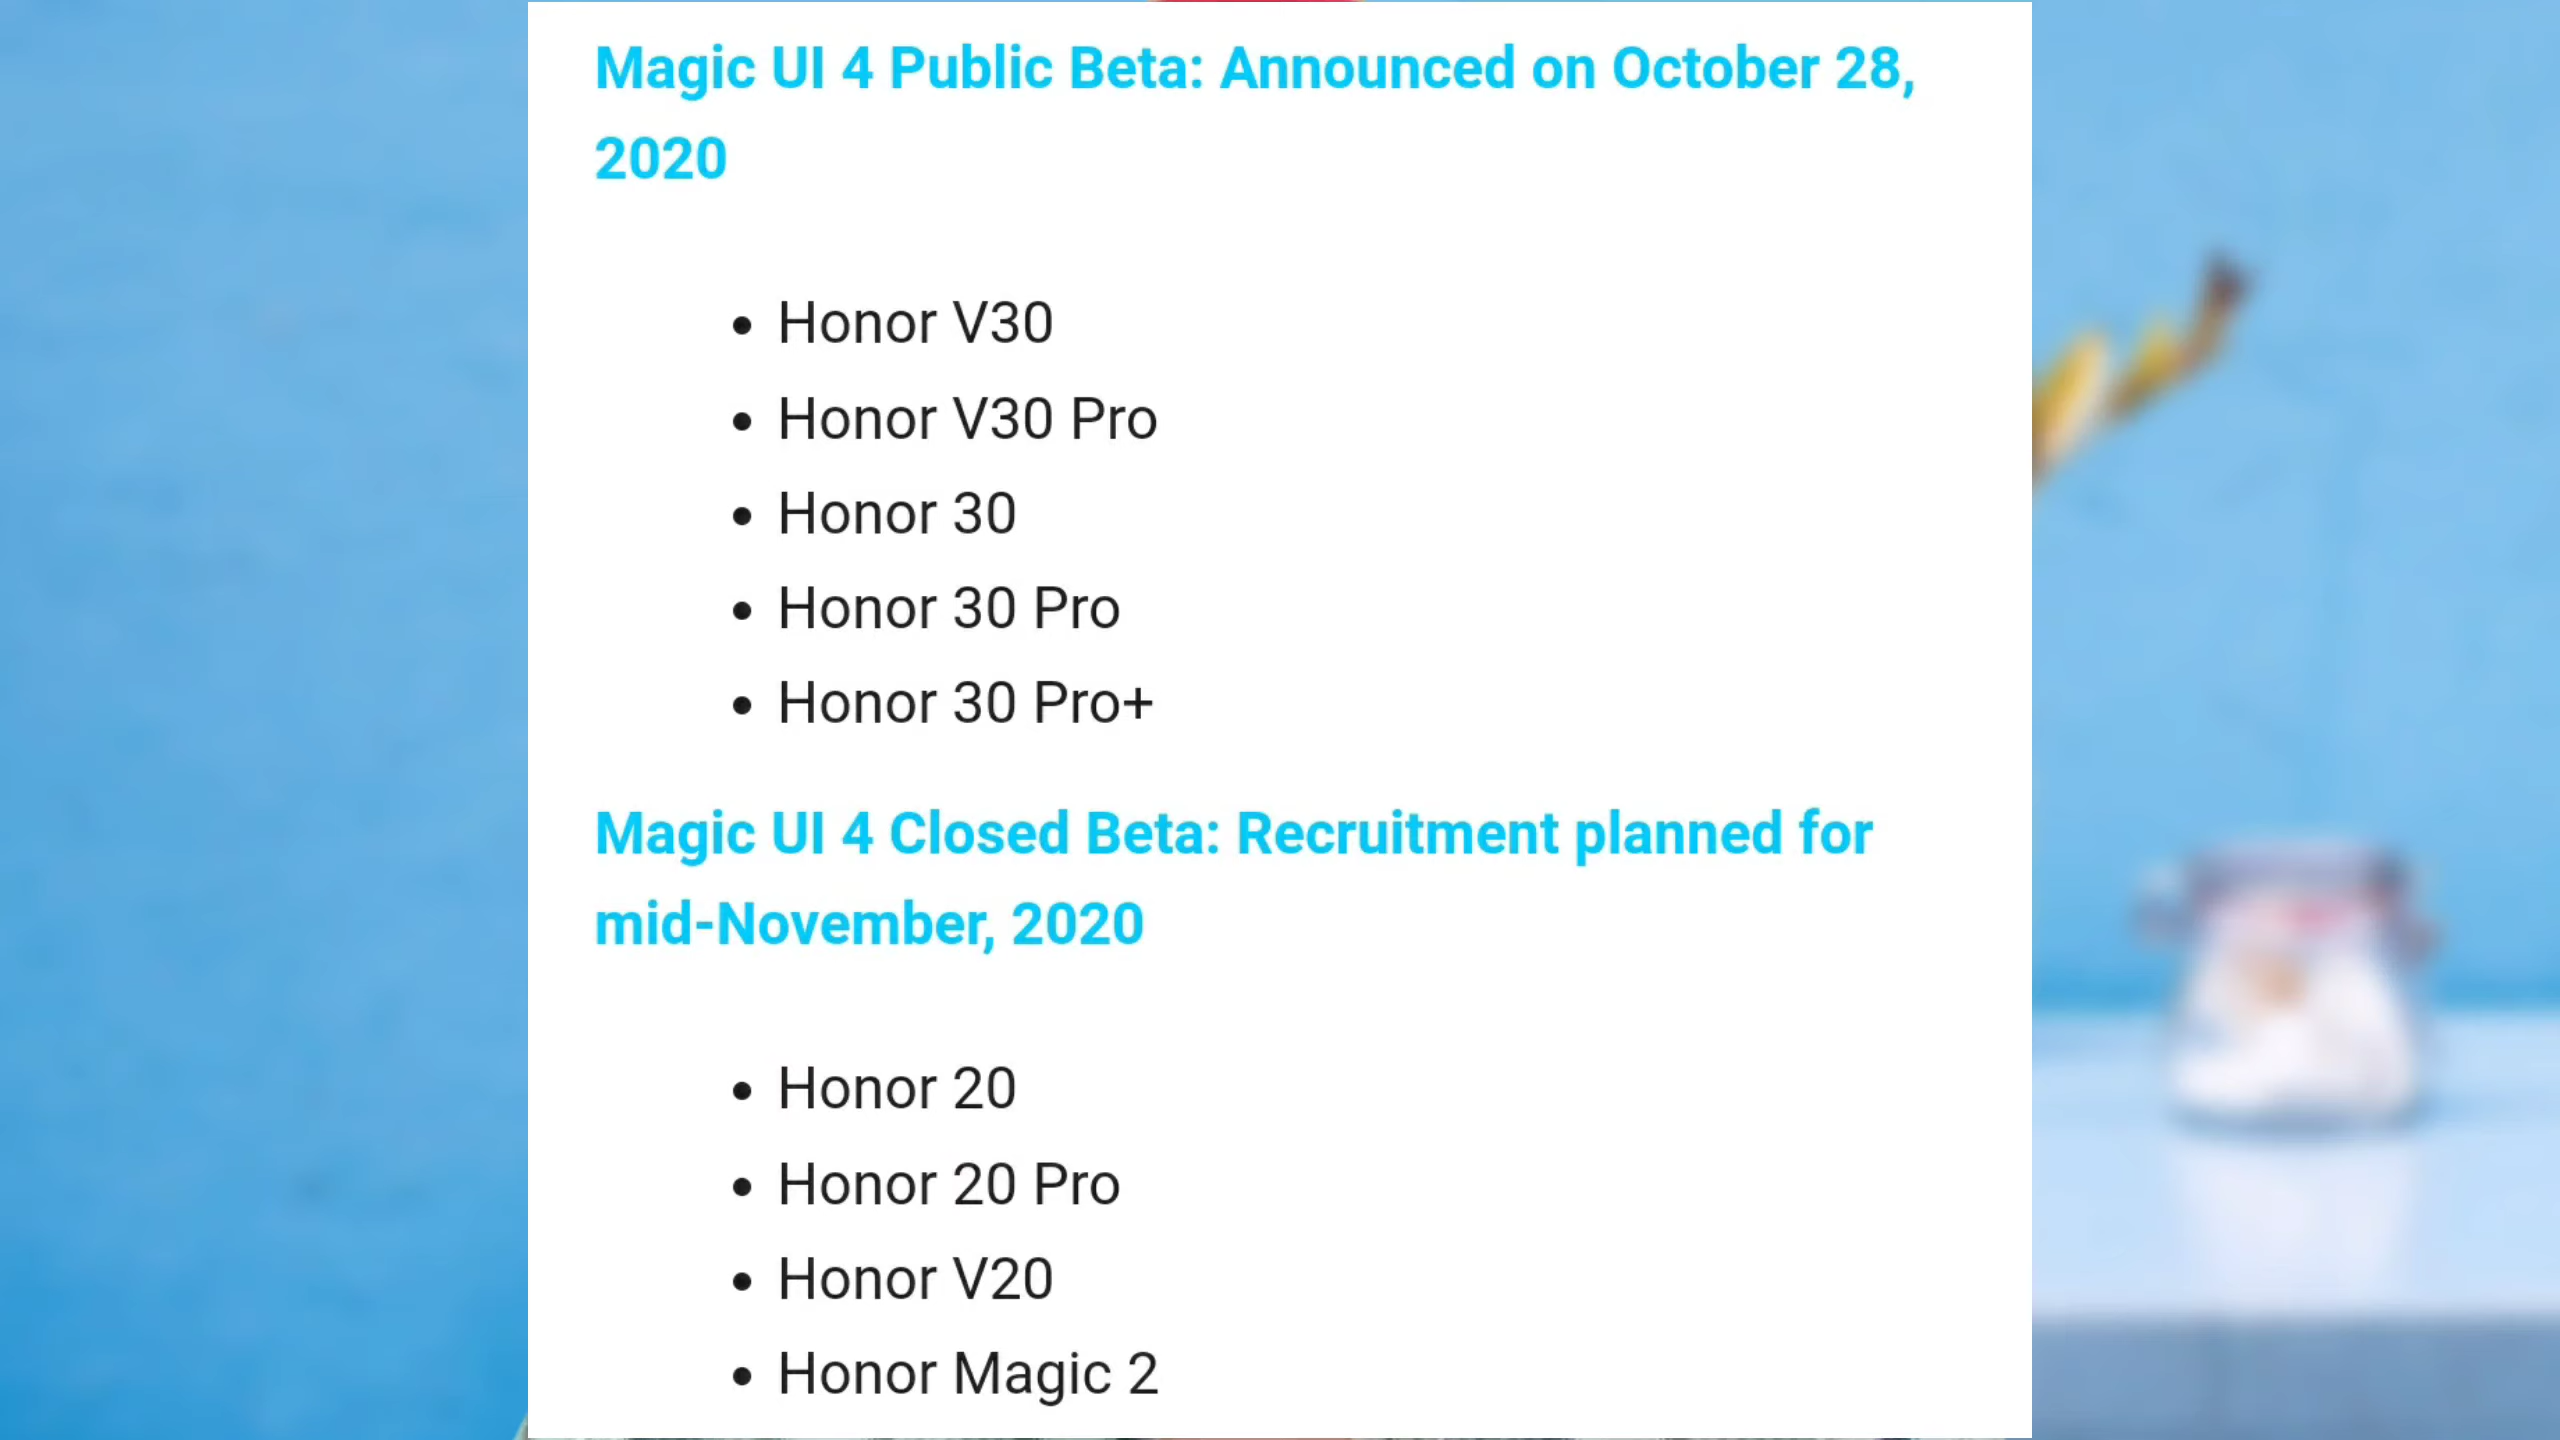 Magic UI 4 Public Beta: Announced on October 28,
2020
• Honor V30
• Honor V30 Pro
• Honor 30
• Honor 30 Pro
• Honor 30 Pro+
Magic UI 4 Closed Beta: Recruitment planned for
mid-November, 2020
• Honor 20
• Honor 20 Pro
• Honor V20
• Honor Magic 2